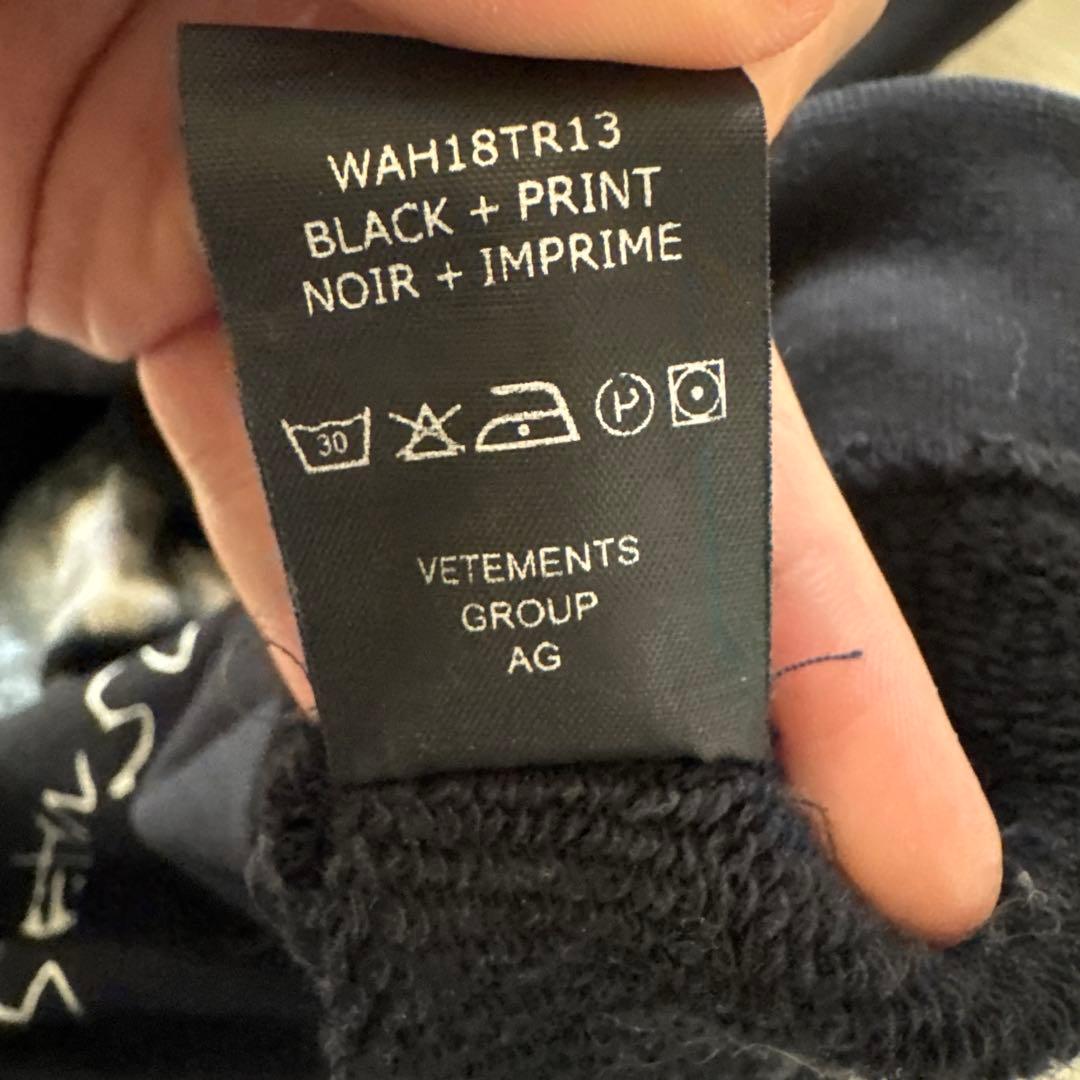 WAH18TR13
BLACK + PRINT
NOIR + IMPRIME
30
P
VETEMENTS
GROUP
AG